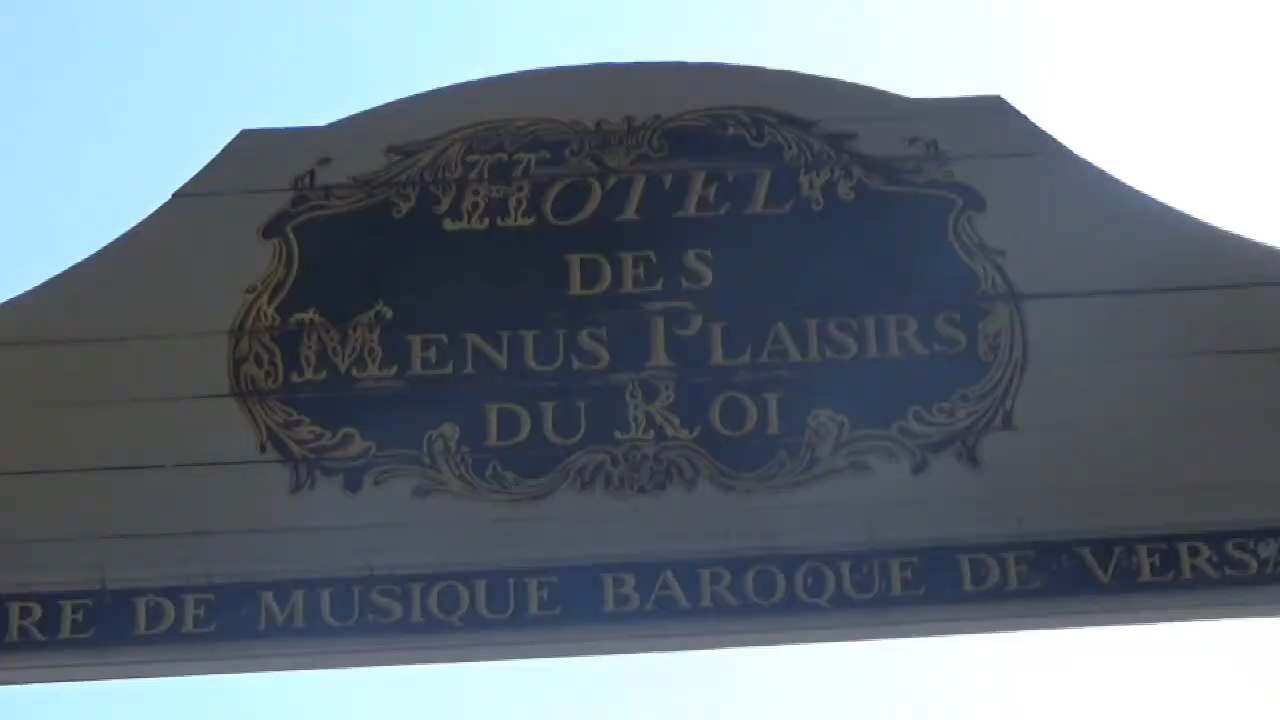 HOTEL
DES
MENUS PLAISIRS
DU ROI
RE DE MUSIQUE BAROQUE DE VERS